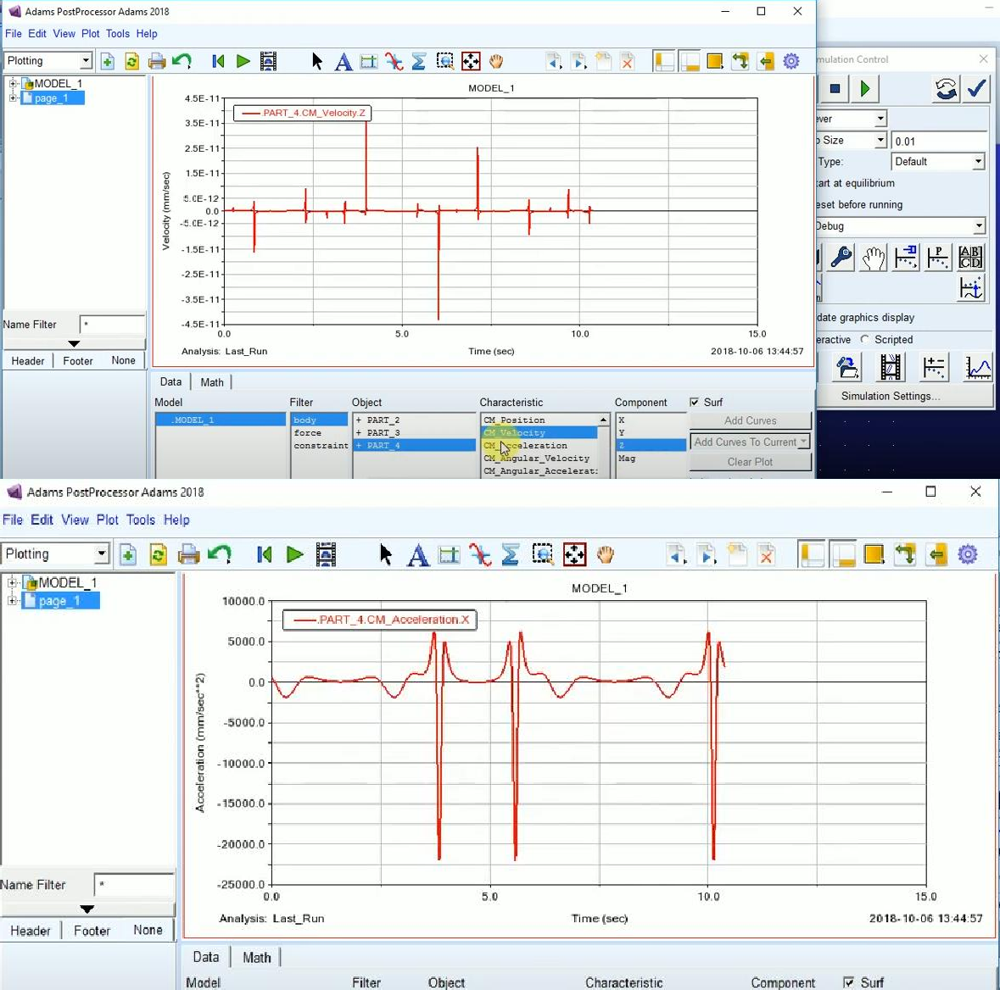 Adams PostProcessor Adams 2018
File Edit View Plot Tools Help
mulation Control
Plotting
MODEL_1
page_1
MODEL_1
4.5E-11
.PART_4.CM_Velocity.Z
3.5E-11
2.5E-11
1.5E-11
5.0E-12
0.0
-5.0E-12
-1.5E-11
-2.5E-11
-3.5E-11
-4.5E-11
Velocity (mm/sec)
0.0 5.0 10.0 15.0
Analysis: Last_Run Time (sec) 2018-10-06 13:44:57
Name Filter *
Header Footer None
Data Math
Model Filter Object Characteristic Component Surf
.MODEL_1 body + PART_2 CM_Position X Add Curves
force + PART_3 CM_Velocity Y
constraint + PART_4 CM_Acceleration Z Add Curves To Current
CM_Angular_Velocity Mag
Clear Plot
CM_Angular_Accelerat:
ever
o Size 0.01
Type: Default
tart at equilibrium
eset before running
Debug
P
AB
CD
date graphics display
eractive Scripted
Simulation Settings...
Adams PostProcessor Adams 2018
File Edit View Plot Tools Help
Plotting
MODEL_1
page_1
MODEL_1
10000.0
.PART_4.CM_Acceleration.X
5000.0
0.0
-5000.0
-10000.0
-15000.0
-20000.0
-25000.0
Acceleration (mm/sec**2)
0.0 5.0 10.0 15.0
Analysis: Last_Run Time (sec) 2018-10-06 13:44:57
Name Filter *
Header Footer None
Data Math
Model Filter Object Characteristic Component Surf